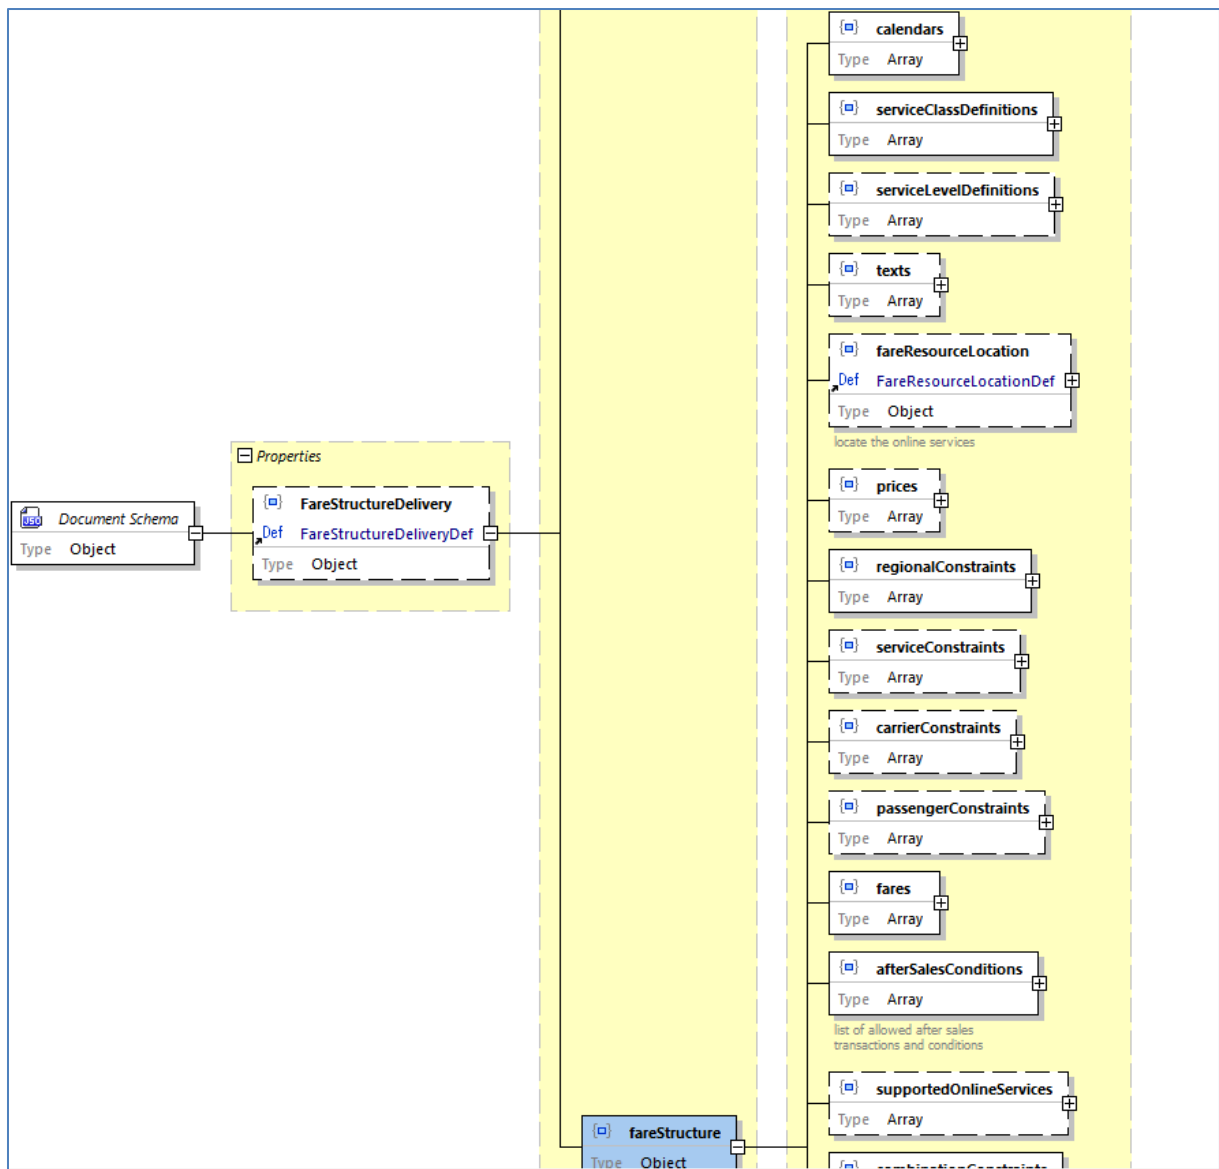 calendars
Type Array
serviceClassDefinitions
Type Array
serviceLevelDefinitions
Type Array
texts
Type Array
fareResourceLocation
Def FareResourceLocationDef
Type Object
locate the online services
Properties
FareStructureDelivery
Def FareStructureDeliveryDef
Type Object
Document Schema
Type Object
prices
Type Array
regionalConstraints
Type Array
serviceConstraints
Type Array
carrierConstraints
Type Array
passengerConstraints
Type Array
fares
Type Array
afterSalesConditions
Type Array
list of allowed after sales
transactions and conditions
supportedOnlineServices
Type Array
fareStructure
Type Object
combinationConstraints